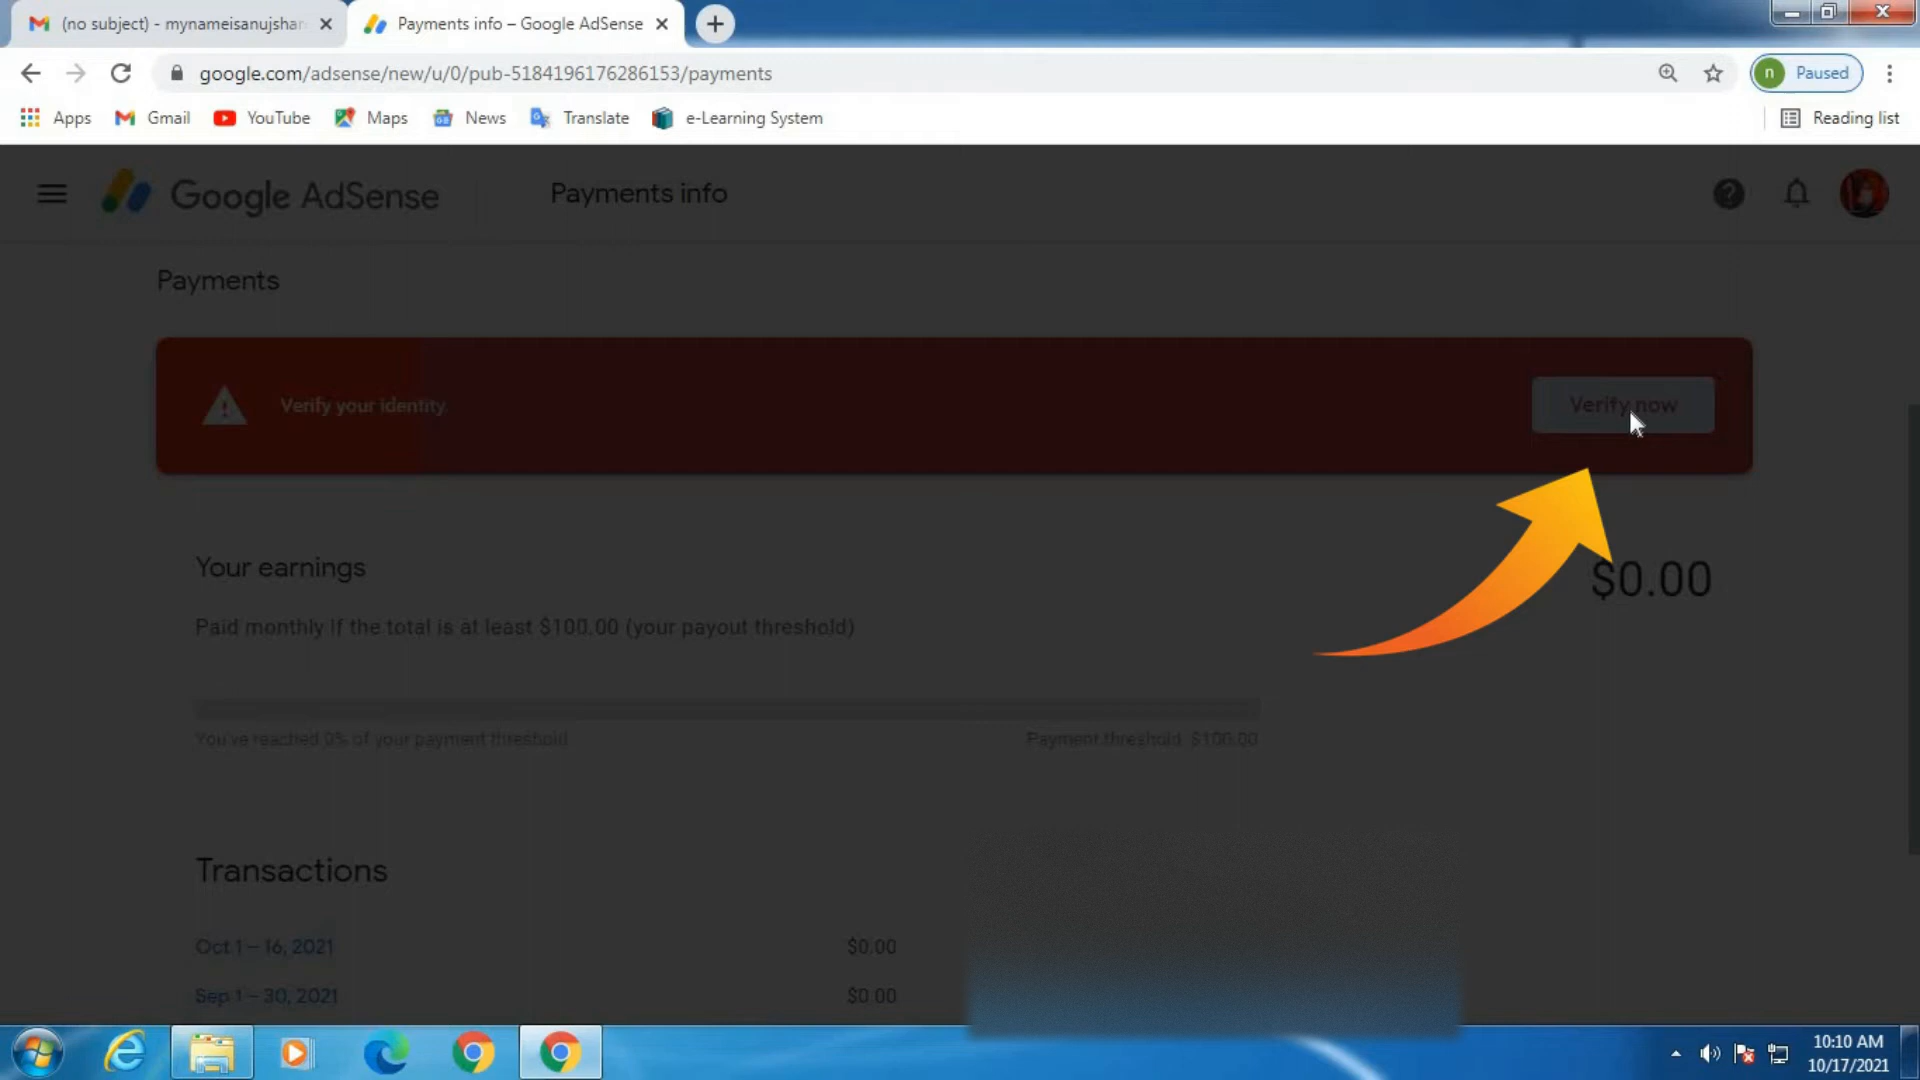 (no subject) - mynameisanujshar
Payments info – Google AdSense
google.com/adsense/new/u/0/pub-5184196176286153/payments
n Paused
Apps Gmail YouTube Maps News Translate e-Learning System Reading list
Google AdSense Payments info
Payments
Verify your identity. Verify now
Your earnings
$0.00
Paid monthly if the total is at least $100.00 (your payout threshold)
You've reached 0% of your payment threshold Payment threshold $100.00
Transactions
Oct 1 – 16, 2021 $0.00
Sep 1 – 30, 2021 $0.00
10:10 AM
10/17/2021